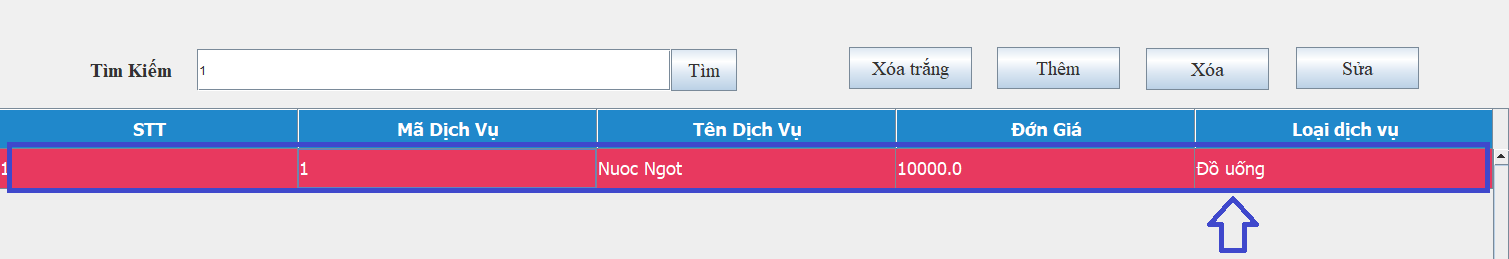 Tìm Kiếm 1 Tìm Xóa trắng Thêm Xóa Sửa
STT Mã Dịch Vụ Tên Dịch Vụ Đớn Giá Loại dịch vụ
1 1 Nuoc Ngot 10000.0 Đồ uống